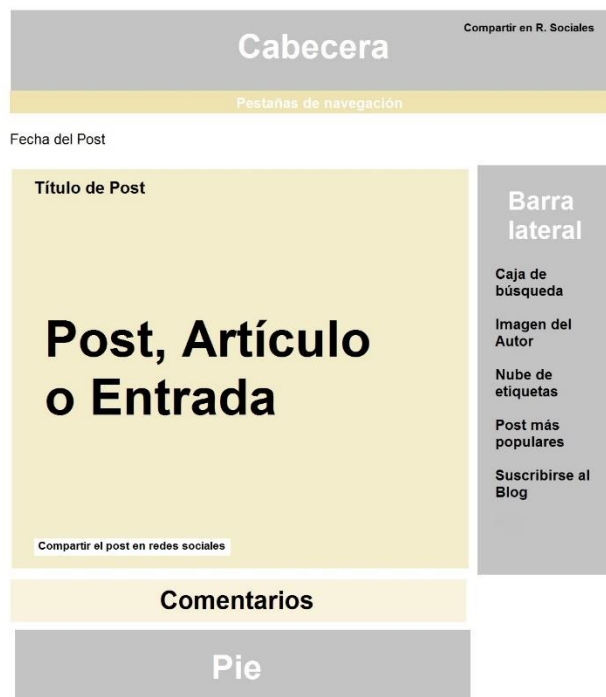 Cabecera
Compartir en R. Sociales
Pestañas de navegación
Fecha del Post
Título de Post
Post, Artículo
o Entrada
Compartir el post en redes sociales
Barra
lateral
Caja de
búsqueda
Imagen del
Autor
Nube de
etiquetas
Post más
populares
Suscribirse al
Blog
Comentarios
Pie